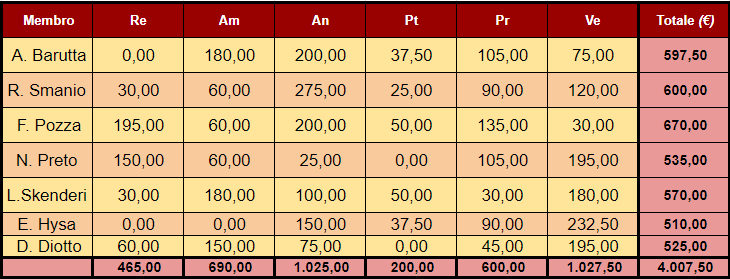 Membro Re Am An Pt Pr Ve Totale (€)
A. Barutta 0,00 180,00 200,00 37,50 105,00 75,00 597,50
R. Smanio 30,00 60,00 275,00 25,00 90,00 120,00 600,00
F. Pozza 195,00 60,00 200,00 50,00 135,00 30,00 670,00
N. Preto 150,00 60,00 25,00 0,00 105,00 195,00 535,00
L.Skenderi 30,00 180,00 100,00 50,00 30,00 180,00 570,00
E. Hysa 0,00 0,00 150,00 37,50 90,00 232,50 510,00
D. Diotto 60,00 150,00 75,00 0,00 45,00 195,00 525,00
465,00 690,00 1.025,00 200,00 600,00 1.027,50 4.007,50